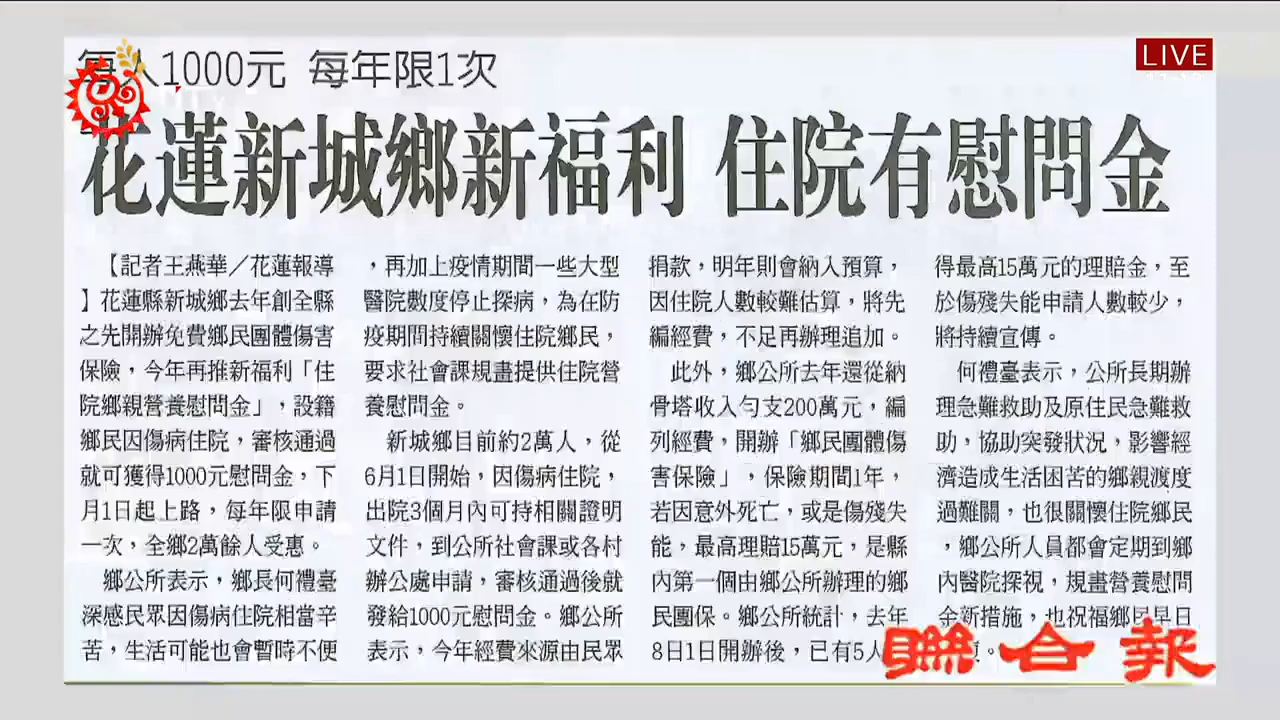 每人1000元 每年限1次
LIVE
花蓮新城鄉新福利 住院有慰問金
【記者王燕華／花蓮報導
】花蓮縣新城鄉去年創全縣
之先開辦免費鄉民團體傷害
保險，今年再推新福利「住
院鄉親營養慰問金」，設籍
鄉民因傷病住院，審核通過
就可獲得1000元慰問金，下
月1日起上路，每年限申請
一次，全鄉2萬餘人受惠。
鄉公所表示，鄉長何禮臺
深感民眾因傷病住院相當辛
苦，生活可能也會暫時不便
，再加上疫情期間一些大型
醫院數度停止探病，為在防
疫期間持續關懷住院鄉民，
要求社會課規畫提供住院營
養慰問金。
新城鄉目前約2萬人，從
6月1日開始，因傷病住院，
出院3個月內可持相關證明
文件，到公所社會課或各村
辦公處申請，審核通過後就
發給1000元慰問金。鄉公所
表示，今年經費來源由民眾
捐款，明年則會納入預算，
因住院人數較難估算，將先
編經費，不足再辦理追加。
此外，鄉公所去年還從納
骨塔收入勻支200萬元，編
列經費，開辦「鄉民團體傷
害保險」，保險期間1年，
若因意外死亡，或是傷殘失
能，最高理賠15萬元，是縣
內第一個由鄉公所辦理的鄉
民團保。鄉公所統計，去年
8日1日開辦後，已有5人
得最高15萬元的理賠金，至
於傷殘失能申請人數較少，
將持續宣傳。
何禮臺表示，公所長期辦
理急難救助及原住民急難救
助，協助突發狀況，影響經
濟造成生活困苦的鄉親渡度
過難關，也很關懷住院鄉民
，鄉公所人員都會定期到鄉
內醫院探視，規畫營養慰問
金新措施，也祝福鄉民早日
。
聯合報